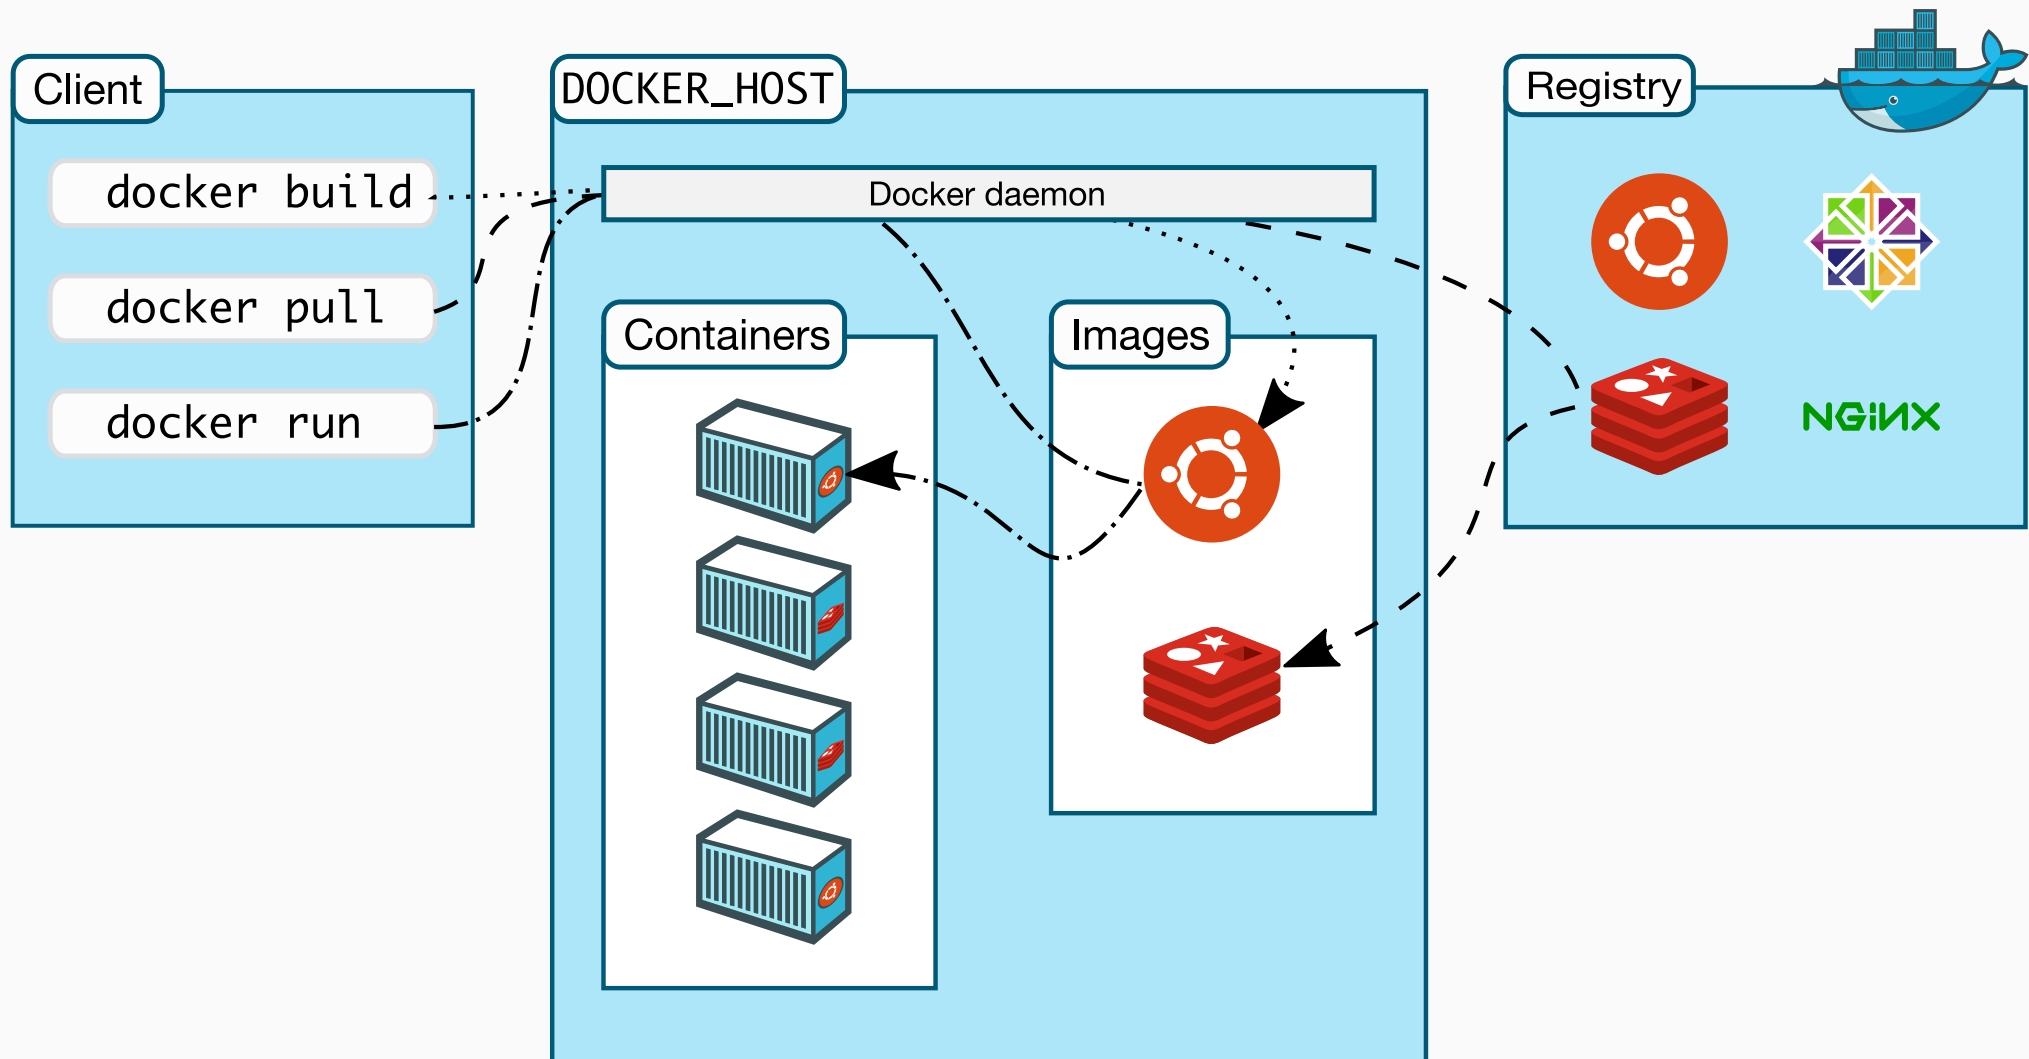 Client
docker build
docker pull
docker run
DOCKER_HOST
Docker daemon
Containers
Images
Registry
NGiNX